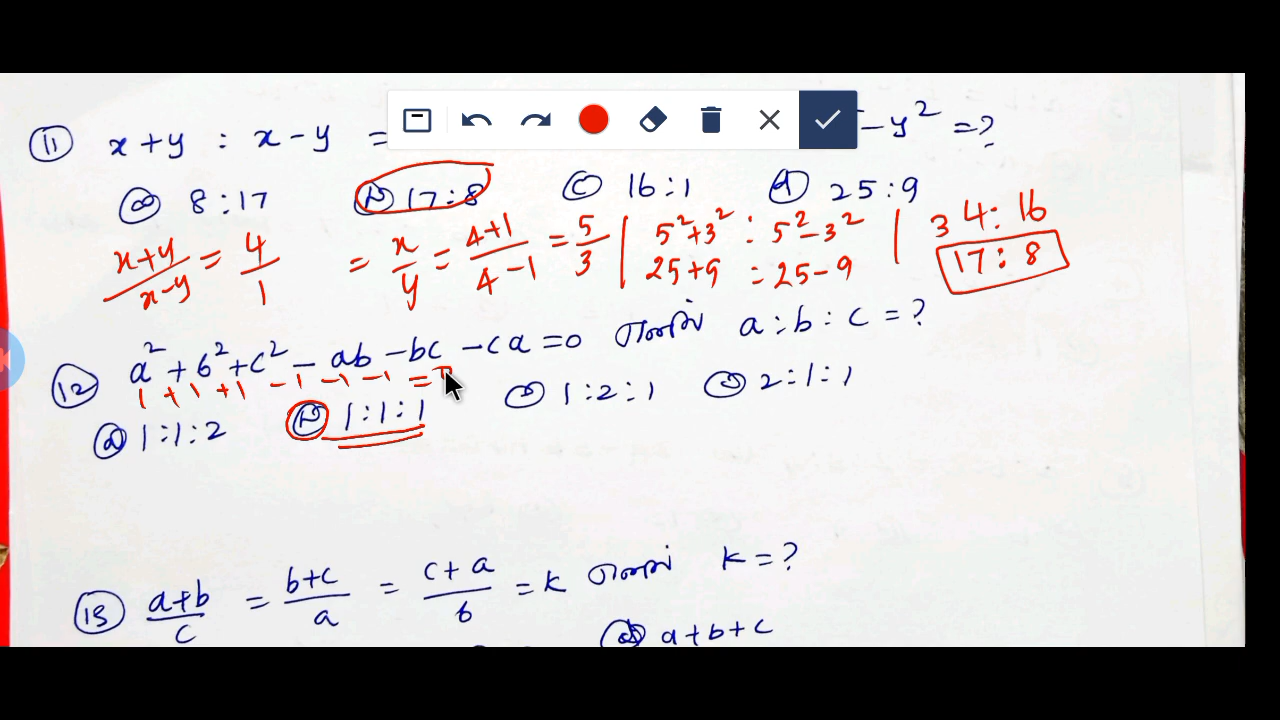 ⑪ x+y : x-y = -y² =?
ⓐ 8:17 ⓑ 17:8 ⓒ 16:1 ⓓ 25:9
x+y/x-y = 4/1 = x/y = 4+1/4-1 = 5/3 | 5²+3² : 5²-3² | 34:16
25+9 = 25-9 17:8
⑫ a²+b²+c²-ab-bc-ca=0 a:b:c=?
1+1+1-1-1-1=
1:1:2 1:1:1 1:2:1 2:1:1
⑬ a+b/c = b+c/a = c+a/b = k k=?
a+b+c